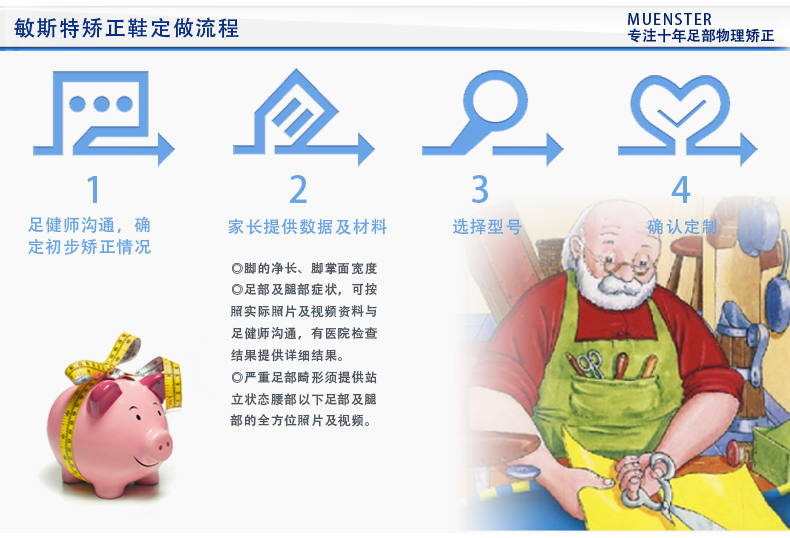 敏斯特矫正鞋定做流程
MUENSTER
专注十年足部物理矫正
1
足健师沟通，确
定初步矫正情况
2
家长提供数据及材料
◎脚的净长、脚掌面宽度
◎足部及腿部症状，可按
照实际照片及视频资料与
足健师沟通，有医院检查
结果提供详细结果。
◎严重足部畸形须提供站
立状态腰部以下足部及腿
部的全方位照片及视频。
3
选择型号
4
确认定制